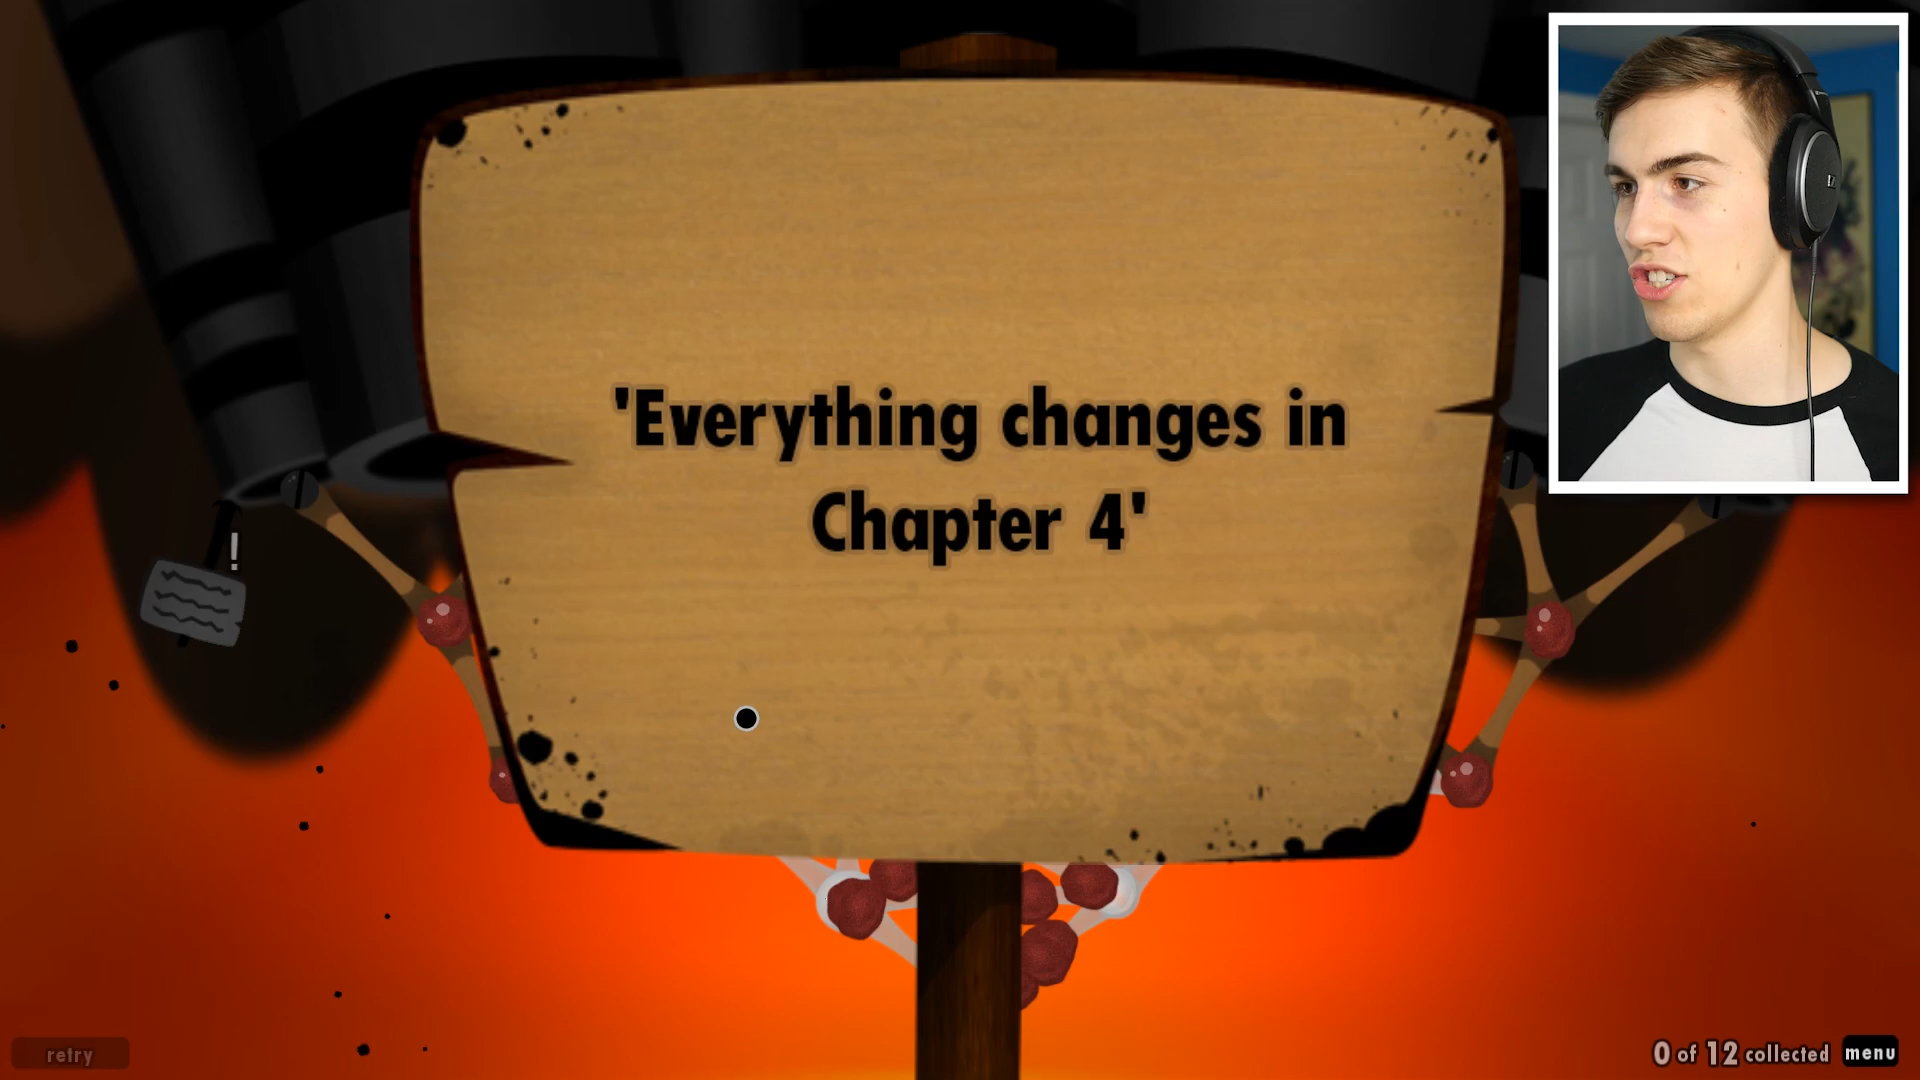 'Everything changes in
Chapter 4'
!
retry
0 of 12 collected menu